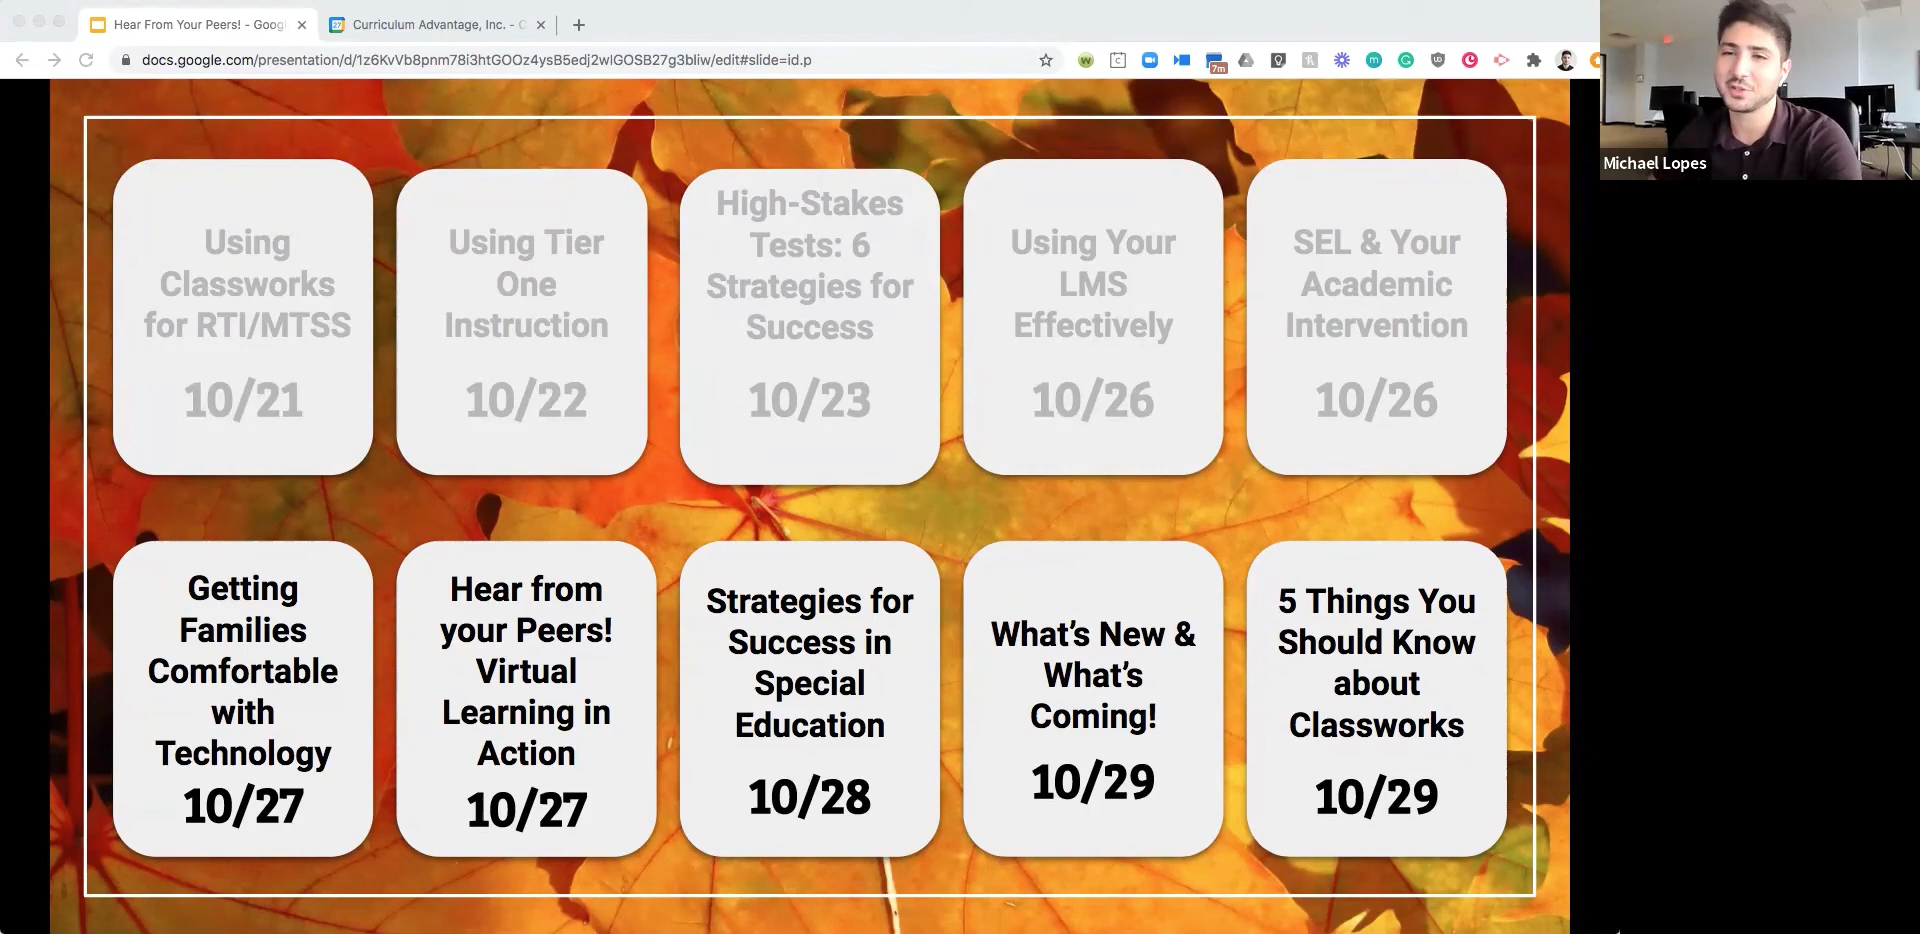 Hear From Your Peers! - Goog
Curriculum Advantage, Inc. - C
docs.google.com/presentation/d/1z6KvVb8pnm78i3htGOOz4ysB5edj2wlGOSB27g3bliw/edit#slide=id.p
7m
Michael Lopes
Using
Classworks
for RTI/MTSS
10/21
Using Tier
One
Instruction
10/22
High-Stakes
Tests: 6
Strategies for
Success
10/23
Using Your
LMS
Effectively
10/26
SEL & Your
Academic
Intervention
10/26
Getting
Families
Comfortable
with
Technology
10/27
Hear from
your Peers!
Virtual
Learning in
Action
10/27
Strategies for
Success in
Special
Education
10/28
What's New &
What's
Coming!
10/29
5 Things You
Should Know
about
Classworks
10/29